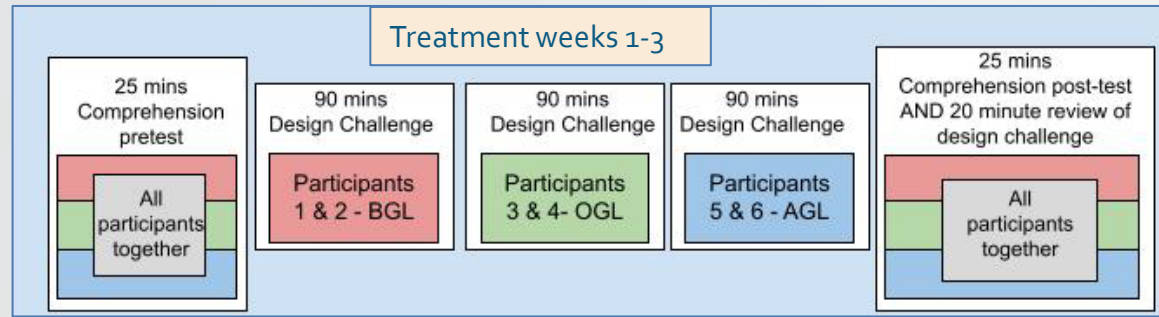 Treatment weeks 1-3
25 mins
Comprehension
pretest
All
participants
together
90 mins
Design Challenge
Participants
1 & 2 - BGL
90 mins
Design Challenge
Participants
3 & 4- OGL
90 mins
Design Challenge
Participants
5 & 6 - AGL
25 mins
Comprehension post-test
AND 20 minute review of
design challenge
All
participants
together